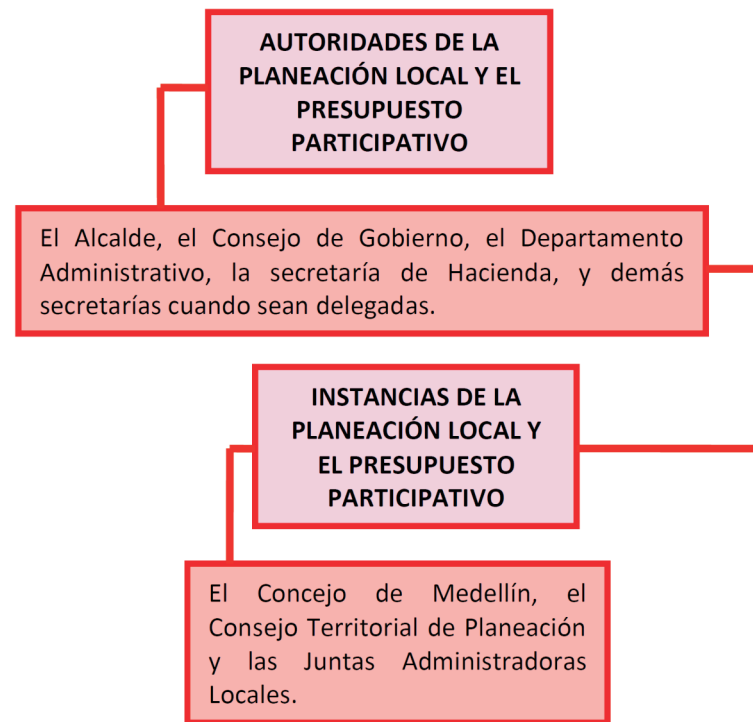 AUTORIDADES DE LA
PLANEACIÓN LOCAL Y EL
PRESUPUESTO
PARTICIPATIVO
El Alcalde, el Consejo de Gobierno, el Departamento
Administrativo, la secretaría de Hacienda, y demás
secretarías cuando sean delegadas.
INSTANCIAS DE LA
PLANEACIÓN LOCAL Y
EL PRESUPUESTO
PARTICIPATIVO
El Concejo de Medellín, el
Consejo Territorial de Planeación
y las Juntas Administradoras
Locales.